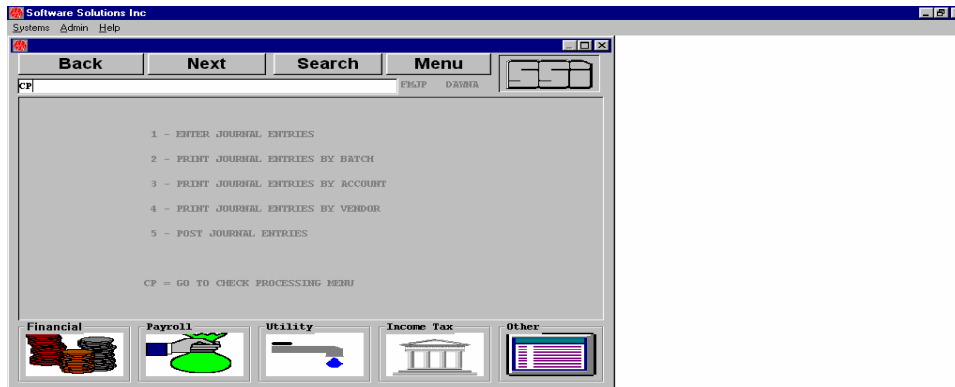 Software Solutions Inc
Systems Admin Help
Back Next Search Menu
CP FMJP DAWNA
SSI
1 - ENTER JOURNAL ENTRIES
2 - PRINT JOURNAL ENTRIES BY BATCH
3 - PRINT JOURNAL ENTRIES BY ACCOUNT
4 - PRINT JOURNAL ENTRIES BY VENDOR
5 - POST JOURNAL ENTRIES
CP = GO TO CHECK PROCESSING MENU
Financial Payroll Utility Income Tax Other